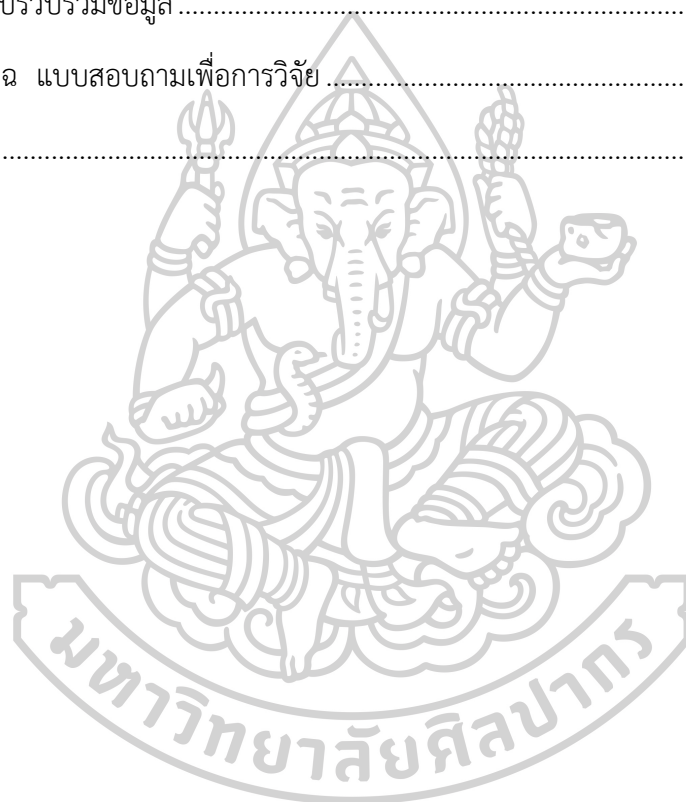 บรวบรวมข้อมูล ................................................................
ฉ แบบสอบถามเพื่อการวิจัย ................................................
................................................................................
มหาวิทยาลัยศิลปากร